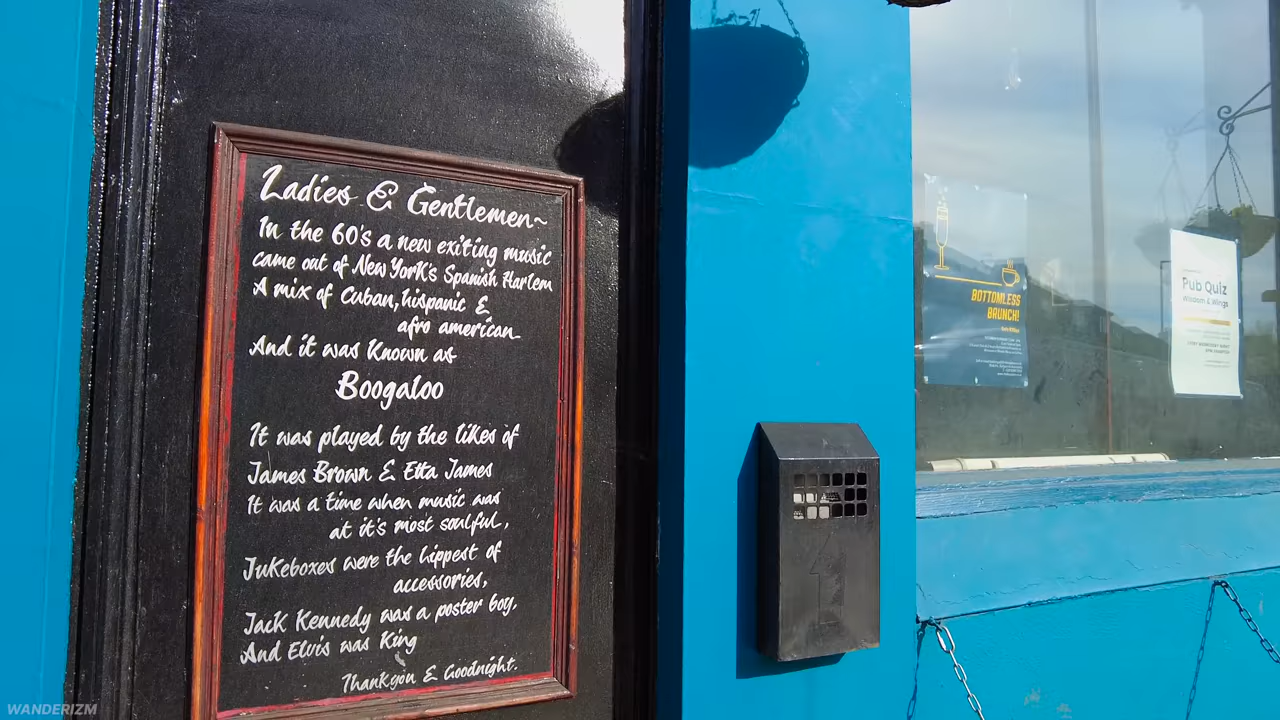 Ladies & Gentlemen~
In the 60's a new exiting music
came out of New York's Spanish Harlem
A mix of Cuban, hispanic &
afro american
And it was Known as
Boogaloo
It was played by the likes of
James Brown & Etta James
It was a time when music was
at it's most soulful,
Jukeboxes were the hippest of
accessories,
Jack Kennedy was a poster boy,
And Elvis was King
Thankyou & Goodnight.
BOTTOMLESS
BRUNCH!
Pub Quiz
Wisdom & Wings
WANDERIZM